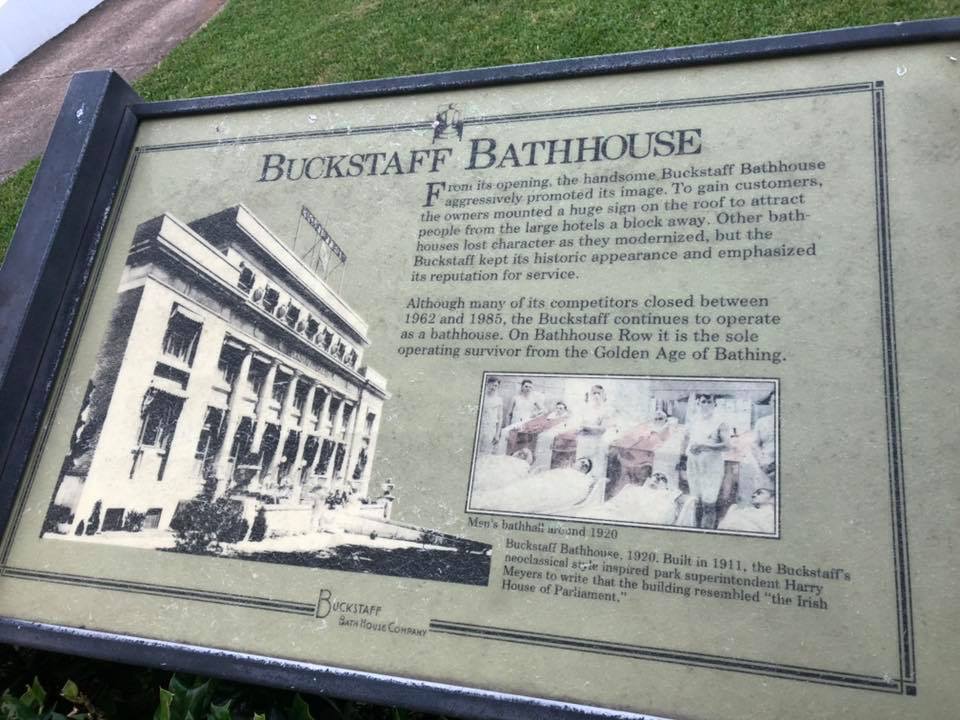 BUCKSTAFF BATHHOUSE
From its opening, the handsome Buckstaff Bathhouse
aggressively promoted its image. To gain customers,
the owners mounted a huge sign on the roof to attract
people from the large hotels a block away. Other bath-
houses lost character as they modernized, but the
Buckstaff kept its historic appearance and emphasized
its reputation for service.
Although many of its competitors closed between
1962 and 1985, the Buckstaff continues to operate
as a bathhouse. On Bathhouse Row it is the sole
operating survivor from the Golden Age of Bathing.
Men's bathhall around 1920
Buckstaff Bathhouse, 1920. Built in 1911, the Buckstaff's
neoclassical style inspired park superintendent Harry
Meyers to write that the building resembled "the Irish
House of Parliament."
BUCKSTAFF
BATH HOUSE COMPANY